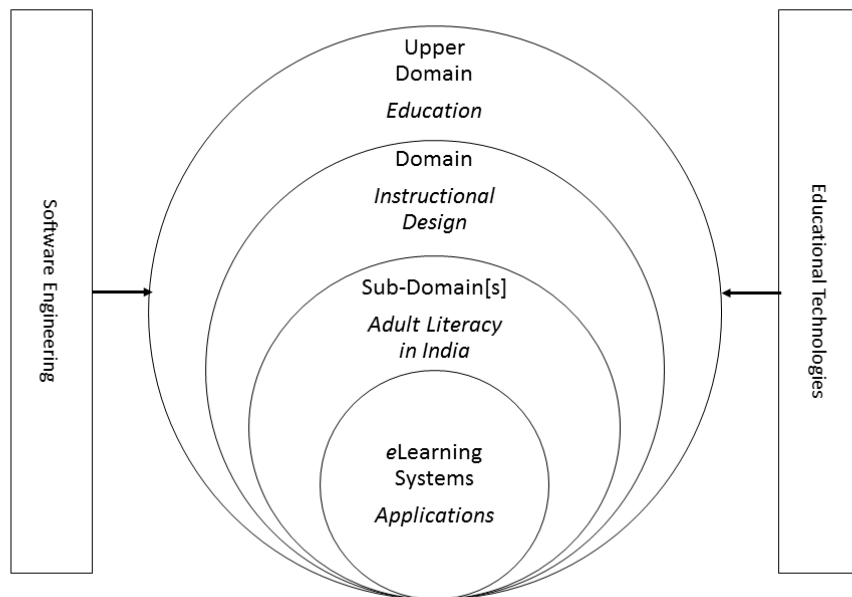 Upper
Domain
Education
Domain
Instructional
Design
Sub-Domain[s]
Adult Literacy
in India
eLearning
Systems
Applications
Software Engineering
Educational Technologies